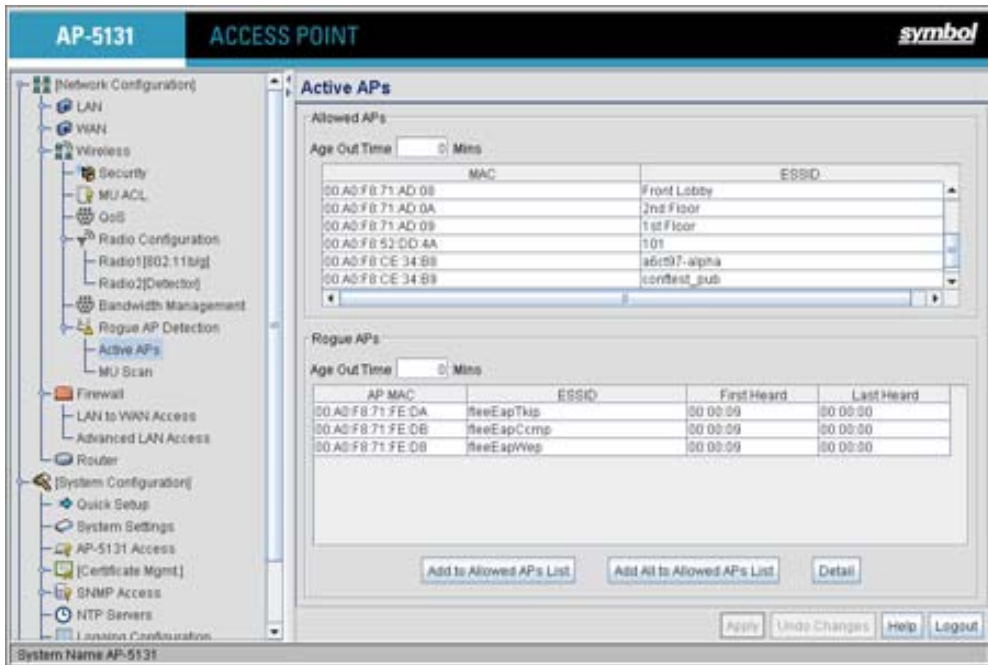 AP-5131 ACCESS POINT symbol
[Network Configuration]
LAN
WAN
Wireless
Security
MU ACL
QoS
Radio Configuration
Radio1[802.11b/g]
Radio2[Detector]
Bandwidth Management
Rogue AP Detection
Active APs
MU Scan
Firewall
LAN to WAN Access
Advanced LAN Access
Router
[System Configuration]
Quick Setup
System Settings
AP-5131 Access
[Certificate Mgmt.]
SNMP Access
NTP Servers
Logging Configuration
Active APs
Allowed APs
Age Out Time 0 Mins
MAC ESSID
00:A0:F8:71:AD:08 Front Lobby
00:A0:F8:71:AD:0A 2nd Floor
00:A0:F8:71:AD:09 1st Floor
00:A0:F8:52:DD:4A 101
00:A0:F8:CE:34:B8 a6ct97-alpha
00:A0:F8:CE:34:B9 conftest_pub
Rogue APs
Age Out Time 0 Mins
AP MAC ESSID First Heard Last Heard
00:A0:F8:71:FE:DA fleeEapTkip 00:00:09 00:00:00
00:A0:F8:71:FE:DB fleeEapCcmp 00:00:09 00:00:00
00:A0:F8:71:FE:D8 fleeEapWep 00:00:09 00:00:00
Add to Allowed APs List Add All to Allowed APs List Detail
Apply Undo Changes Help Logout
System Name AP-5131